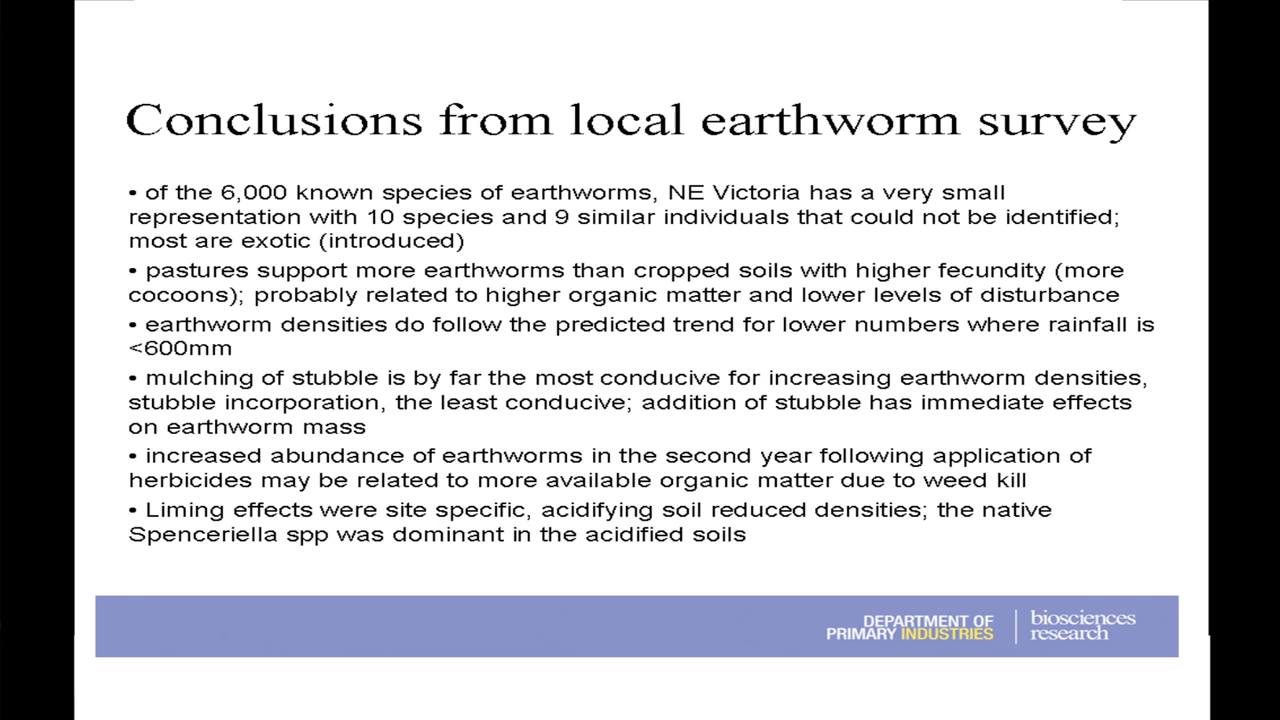 Conclusions from local earthworm survey
• of the 6,000 known species of earthworms, NE Victoria has a very small
representation with 10 species and 9 similar individuals that could not be identified;
most are exotic (introduced)
• pastures support more earthworms than cropped soils with higher fecundity (more
cocoons); probably related to higher organic matter and lower levels of disturbance
• earthworm densities do follow the predicted trend for lower numbers where rainfall is
<600mm
• mulching of stubble is by far the most conducive for increasing earthworm densities,
stubble incorporation, the least conducive; addition of stubble has immediate effects
on earthworm mass
• increased abundance of earthworms in the second year following application of
herbicides may be related to more available organic matter due to weed kill
• Liming effects were site specific, acidifying soil reduced densities; the native
Spenceriella spp was dominant in the acidified soils
DEPARTMENT OF
PRIMARY INDUSTRIES
biosciences
research